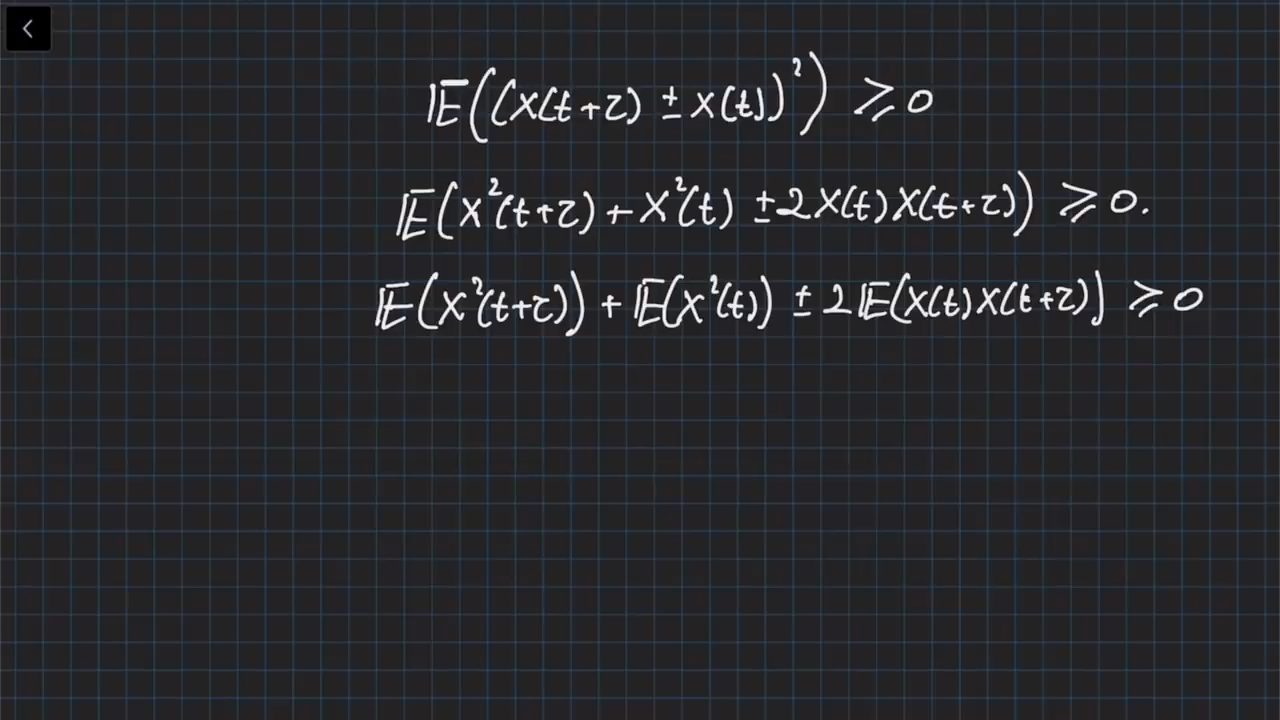 𝔼((X(t+τ) ± X(t))²) ⩾ 0
𝔼(X²(t+τ) + X²(t) ± 2X(t)X(t+τ)) ⩾ 0.
𝔼(X²(t+τ)) + 𝔼(X²(t)) ± 2𝔼(X(t)X(t+τ)) ⩾ 0